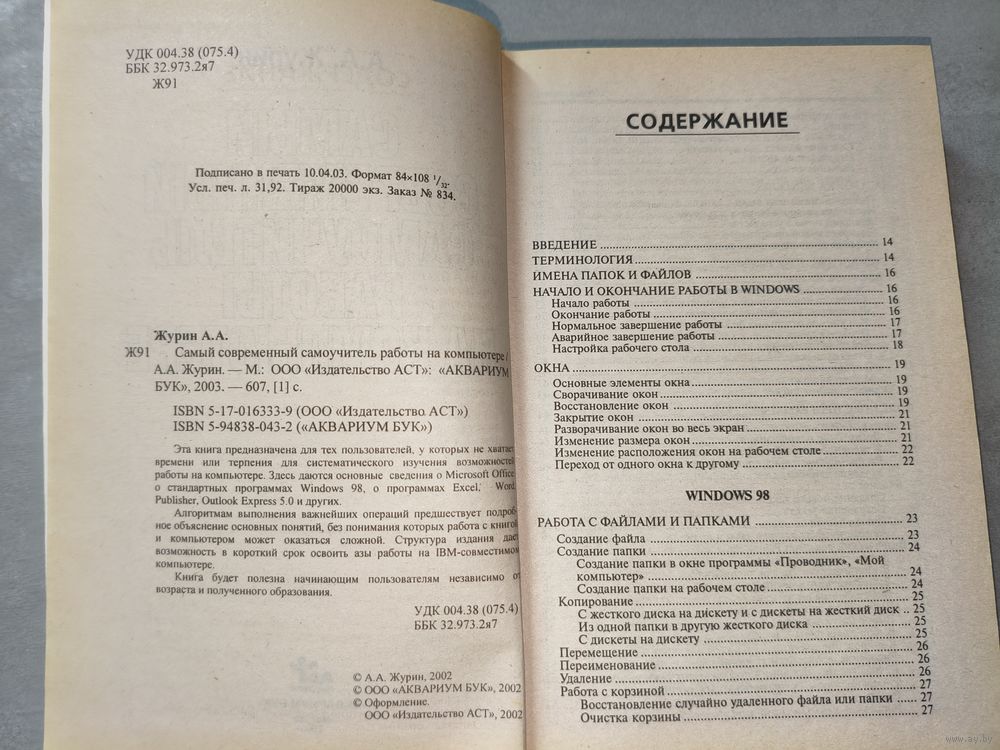 УДК 004.38 (075.4)
ББК 32.973.2я7
Ж91
Подписано в печать 10.04.03. Формат 84×108 1/32.
Усл. печ. л. 31,92. Тираж 20000 экз. Заказ № 834.
Журин А.А.
Ж91 Самый современный самоучитель работы на компьютере /
А.А. Журин. — М.: ООО «Издательство АСТ»: «АКВАРИУМ
БУК», 2003. — 607, [1] с.
ISBN 5-17-016333-9 (ООО «Издательство АСТ»)
ISBN 5-94838-043-2 («АКВАРИУМ БУК»)
Эта книга предназначена для тех пользователей, у которых не хватает
времени или терпения для систематического изучения возможностей
работы на компьютере. Здесь даются основные сведения о Microsoft Office
о стандартных программах Windows 98, о программах Excel, Word
Publisher, Outlook Express 5.0 и других.
Алгоритмам выполнения важнейших операций предшествует подроб-
ное объяснение основных понятий, без понимания которых работа с книгой
и компьютером может оказаться сложной. Структура издания дает
возможность в короткий срок освоить азы работы на IBM-совместимом
компьютере.
Книга будет полезна начинающим пользователям независимо от
возраста и полученного образования.
УДК 004.38 (075.4)
ББК 32.973.2я7
© А.А. Журин, 2002
© ООО «АКВАРИУМ БУК», 2002
© Оформление.
ООО «Издательство АСТ», 2002
СОДЕРЖАНИЕ
ВВЕДЕНИЕ ... 14
ТЕРМИНОЛОГИЯ ... 14
ИМЕНА ПАПОК И ФАЙЛОВ ... 16
НАЧАЛО И ОКОНЧАНИЕ РАБОТЫ В WINDOWS ... 16
Начало работы ... 16
Окончание работы ... 16
Нормальное завершение работы ... 17
Аварийное завершение работы ... 17
Настройка рабочего стола ... 18
ОКНА ... 19
Основные элементы окна ... 19
Сворачивание окон ... 19
Восстановление окон ... 19
Закрытие окон ... 21
Разворачивание окон во весь экран ... 21
Изменение размера окон ... 21
Изменение расположения окон на рабочем столе ... 22
Переход от одного окна к другому ... 22
WINDOWS 98
РАБОТА С ФАЙЛАМИ И ПАПКАМИ ... 23
Создание файла ... 23
Создание папки ... 24
Создание папки в окне программы «Проводник», «Мой
компьютер» ... 24
Создание папки на рабочем столе ... 24
Копирование ... 25
С жесткого диска на дискету и с дискеты на жесткий диск .. 25
Из одной папки в другую жесткого диска ... 25
С дискеты на дискету ... 25
Перемещение ... 26
Переименование ... 26
Удаление ... 26
Работа с корзиной ... 27
Восстановление случайно удаленного файла или папки ... 27
Очистка корзины ... 27
www.ay.by